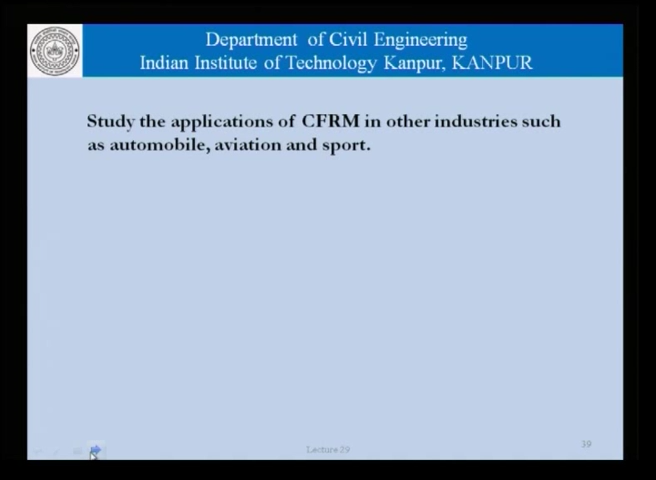 Department of Civil Engineering
Indian Institute of Technology Kanpur, KANPUR
Study the applications of CFRM in other industries such
as automobile, aviation and sport.
Lecture 29
39